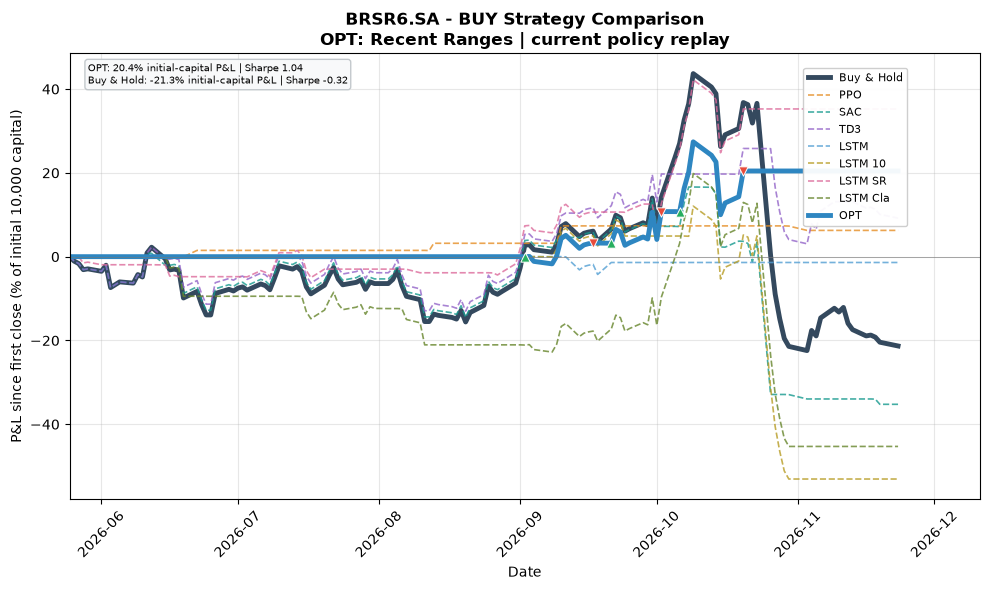 BRSR6.SA - BUY Strategy Comparison
OPT: Recent Ranges | current policy replay
OPT: 20.4% initial-capital P&L | Sharpe 1.04
Buy & Hold: -21.3% initial-capital P&L | Sharpe -0.32
Buy & Hold
PPO
SAC
TD3
LSTM
LSTM 10
LSTM SR
LSTM Cla
OPT
P&L since first close (% of initial 10,000 capital)
40
20
0
−20
−40
2026-06
2026-07
2026-08
2026-09
2026-10
2026-11
2026-12
Date